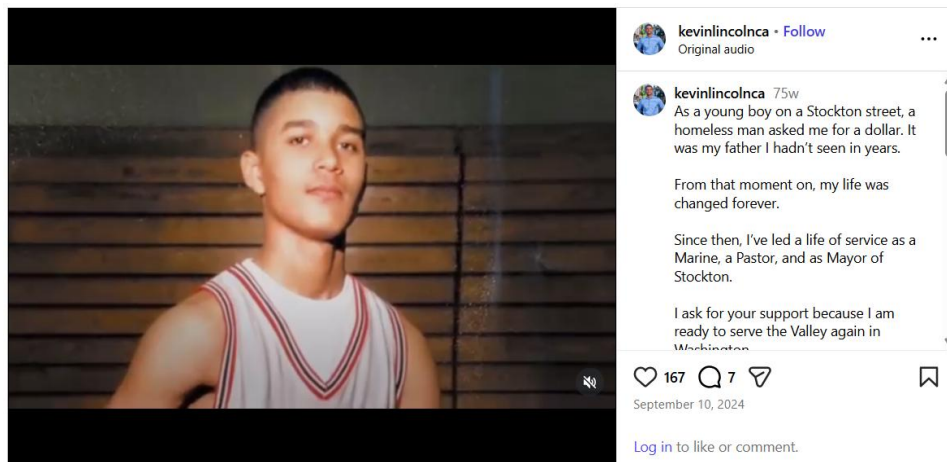 kevinlincolnca • Follow
Original audio
kevinlincolnca 75w
As a young boy on a Stockton street, a
homeless man asked me for a dollar. It
was my father I hadn't seen in years.
From that moment on, my life was
changed forever.
Since then, I've led a life of service as a
Marine, a Pastor, and as Mayor of
Stockton.
I ask for your support because I am
ready to serve the Valley again in
Washington
167 7
September 10, 2024
Log in to like or comment.